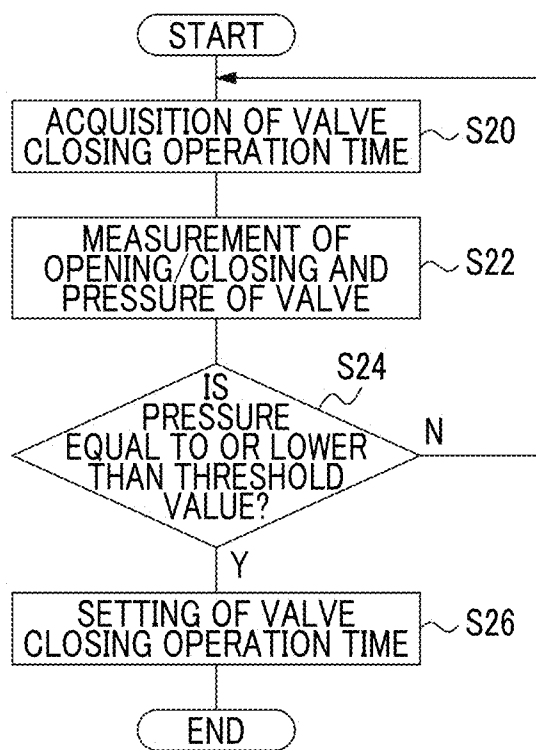 START
ACQUISITION OF VALVE
CLOSING OPERATION TIME
S20
MEASUREMENT OF
OPENING/CLOSING AND
PRESSURE OF VALVE
S22
S24
IS
PRESSURE
EQUAL TO OR LOWER
THAN THRESHOLD
VALUE?
N
Y
SETTING OF VALVE
CLOSING OPERATION TIME
S26
END